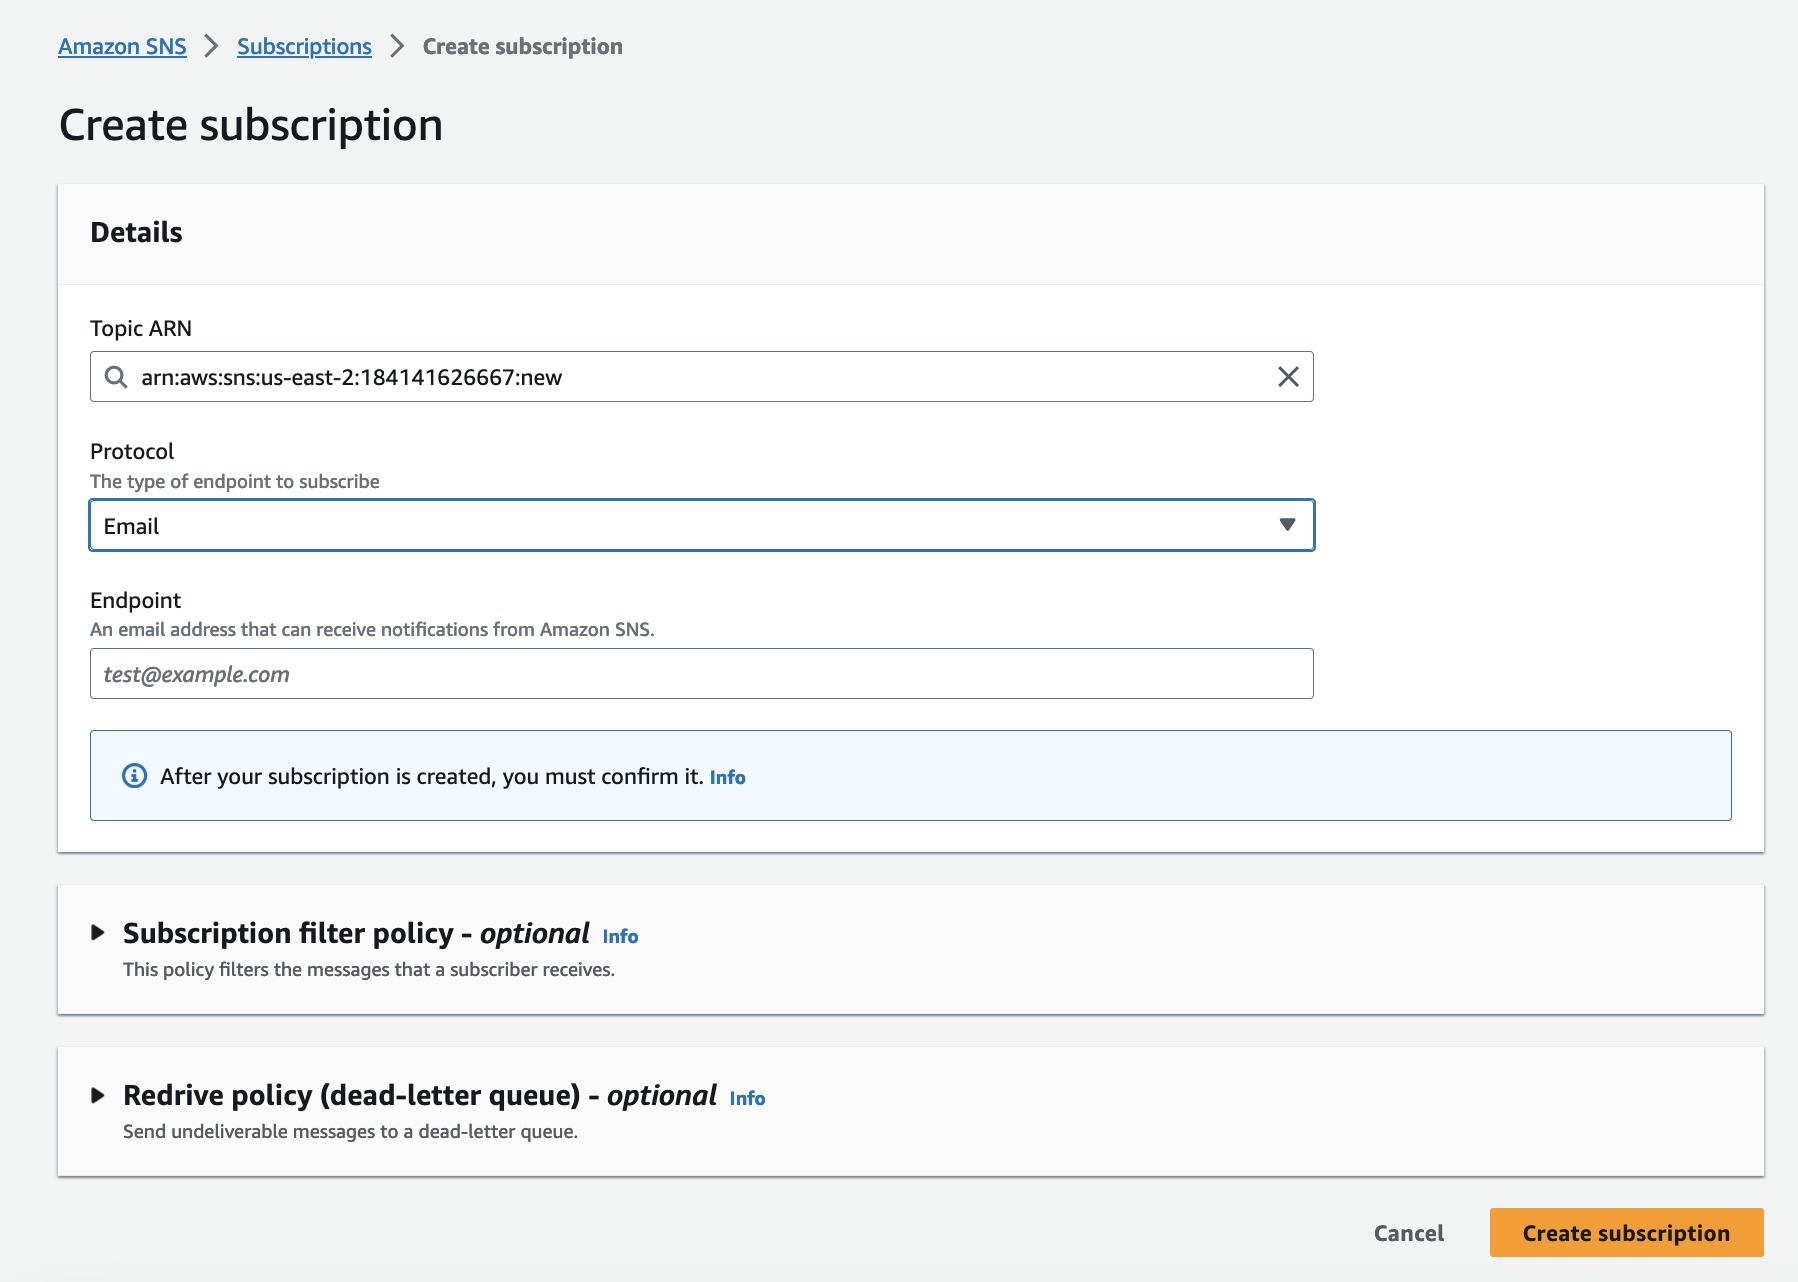 Amazon SNS > Subscriptions > Create subscription
Create subscription
Details
Topic ARN
arn:aws:sns:us-east-2:184141626667:new
Protocol
The type of endpoint to subscribe
Email
Endpoint
An email address that can receive notifications from Amazon SNS.
test@example.com
After your subscription is created, you must confirm it. Info
Subscription filter policy - optional Info
This policy filters the messages that a subscriber receives.
Redrive policy (dead-letter queue) - optional Info
Send undeliverable messages to a dead-letter queue.
Cancel Create subscription